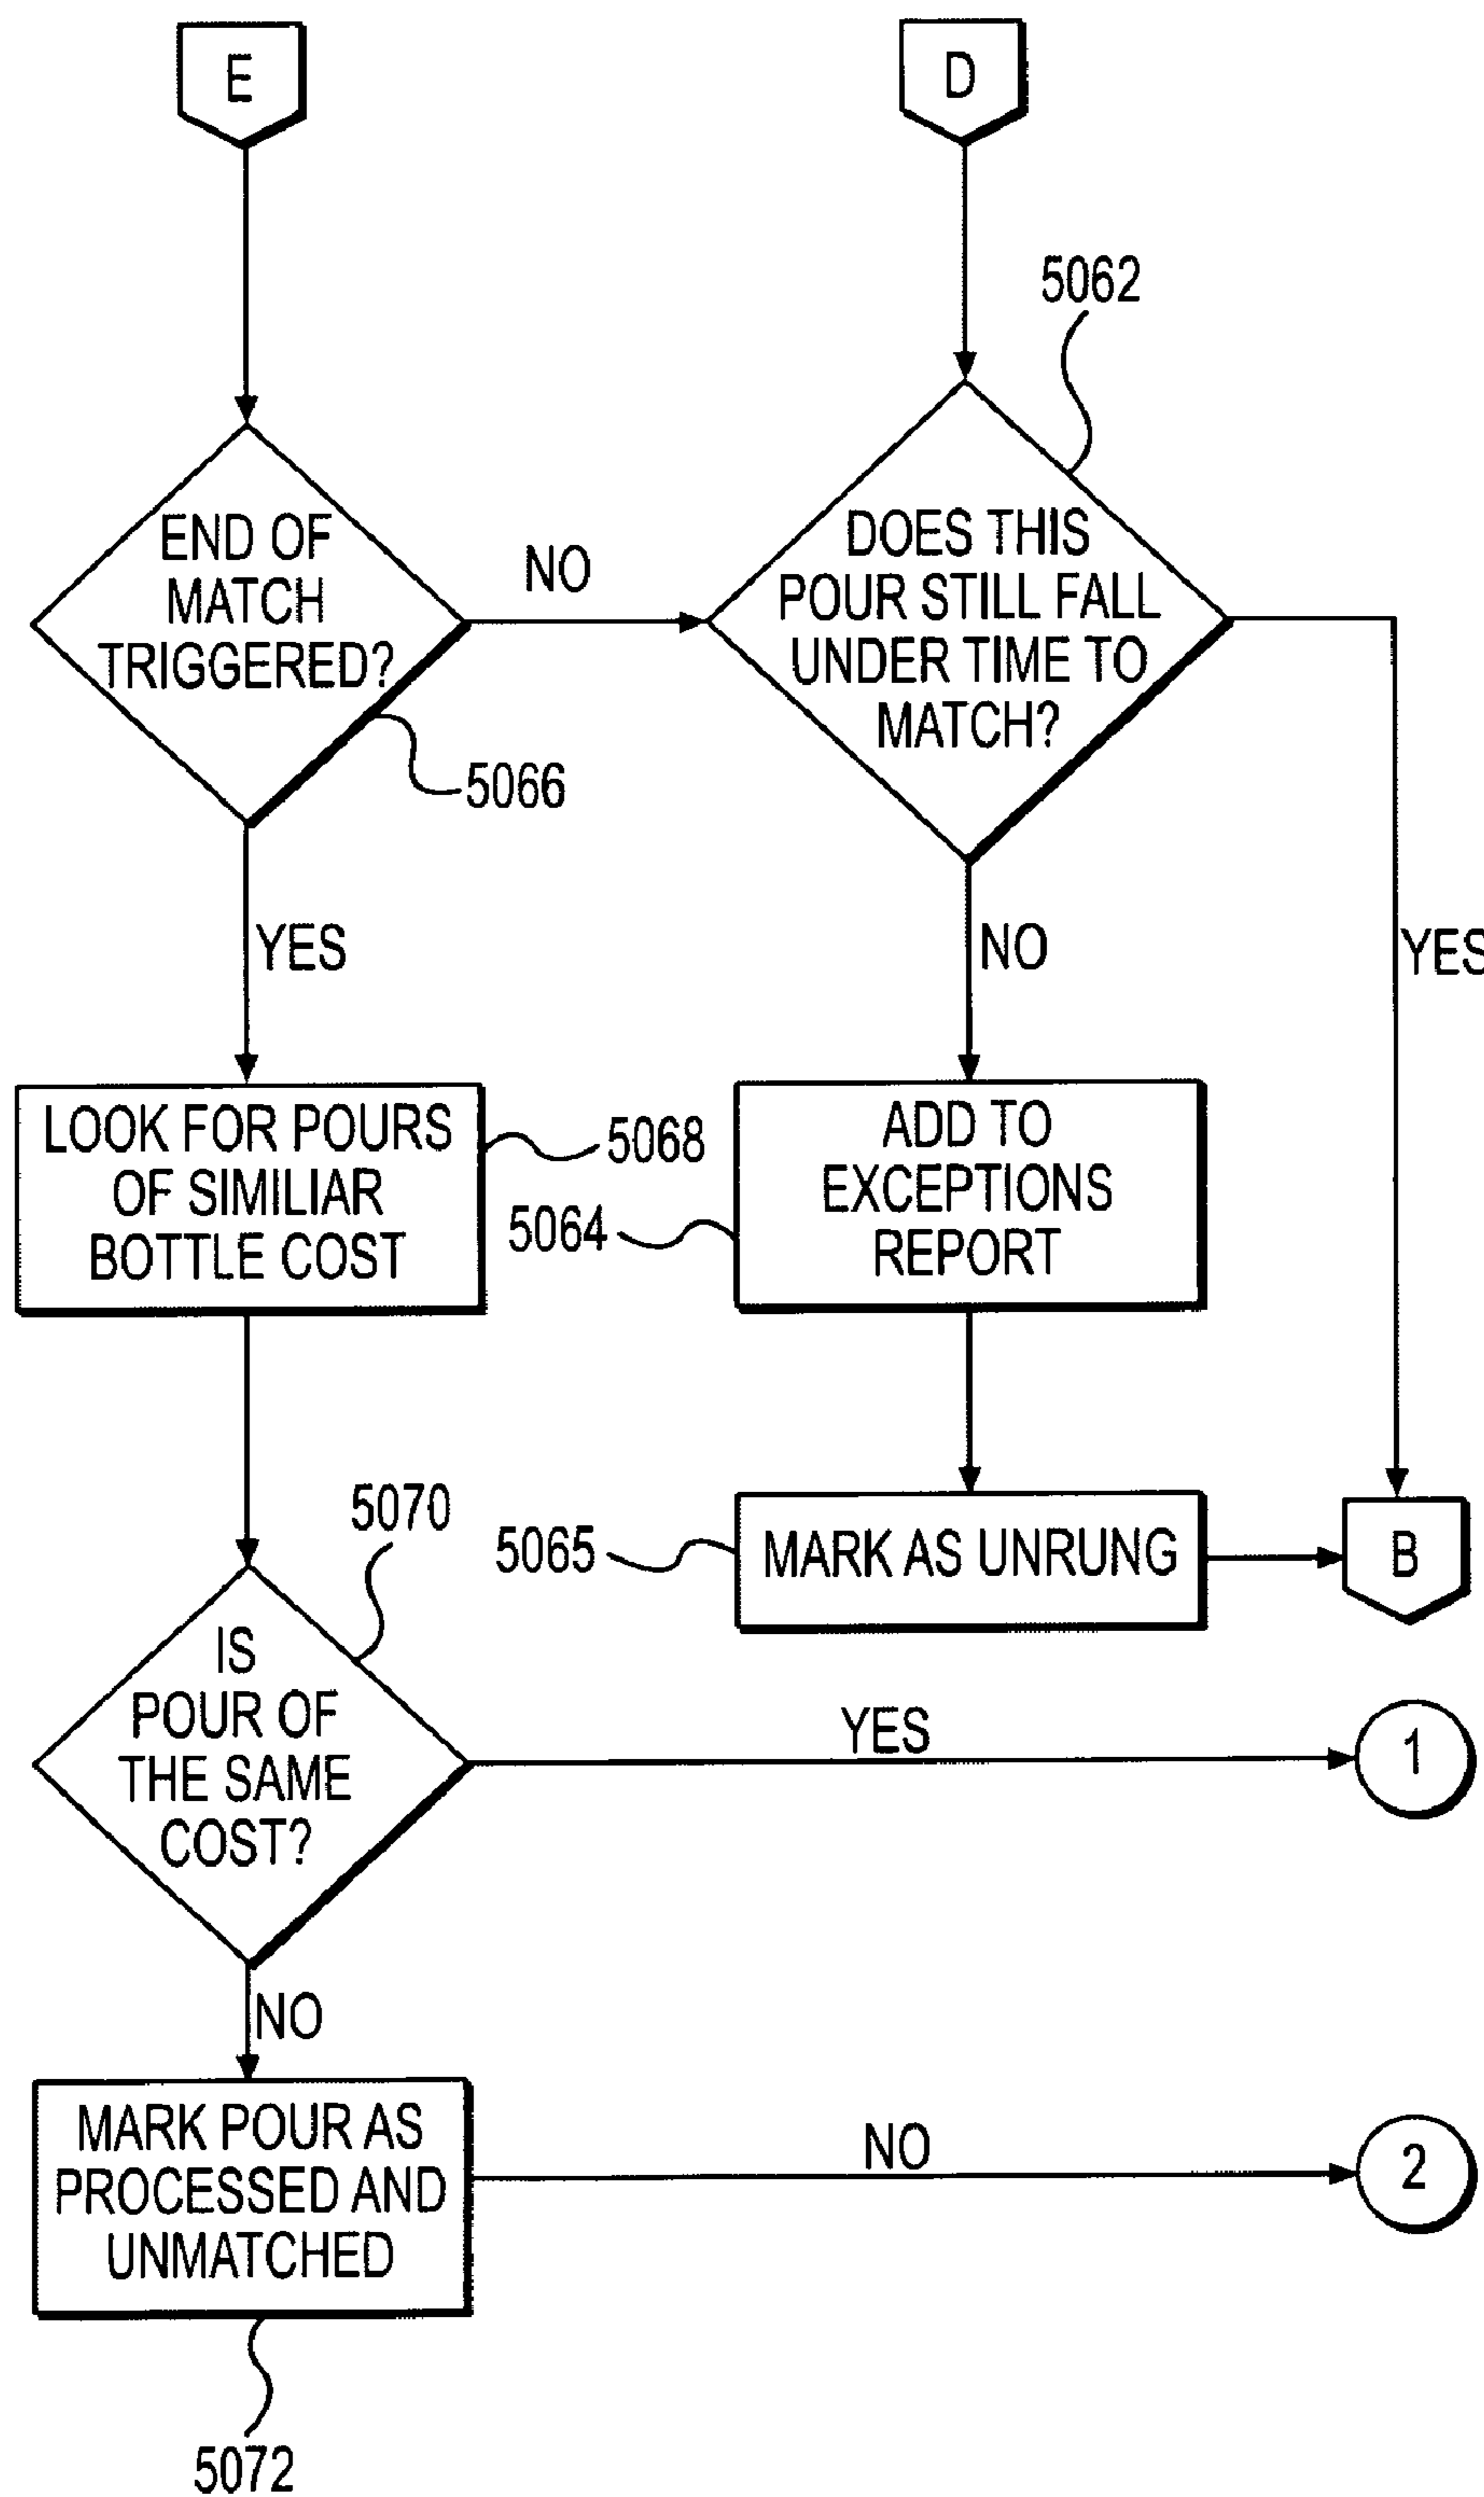 E
D
5062
END OF
MATCH
TRIGGERED?
NO
DOES THIS
POUR STILL FALL
UNDER TIME TO
MATCH?
5066
YES
NO
YES
LOOK FOR POURS
OF SIMILIAR
BOTTLE COST
5068
5064
ADD TO
EXCEPTIONS
REPORT
5070
5065
MARK AS UNRUNG
B
IS
POUR OF
THE SAME
COST?
YES
1
NO
MARK POUR AS
PROCESSED AND
UNMATCHED
NO
2
5072